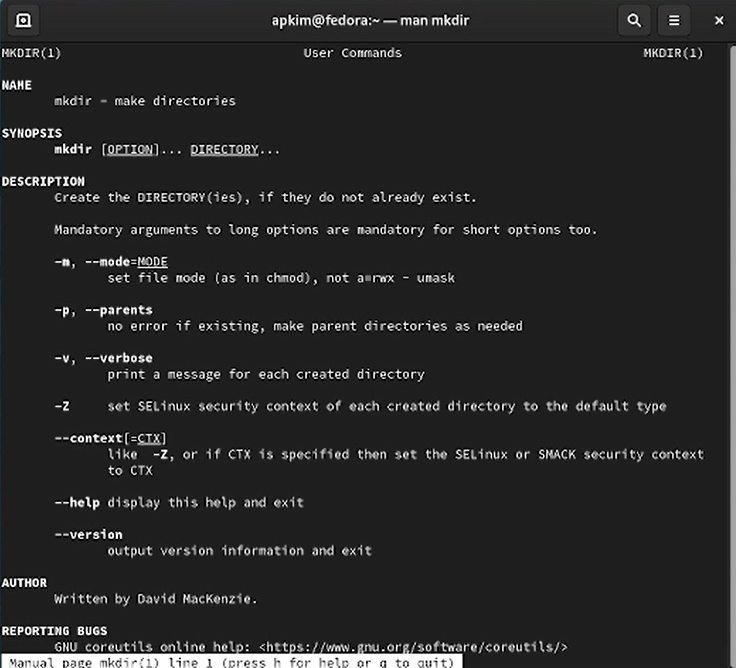 apkim@fedora:~ — man mkdir
MKDIR(1) User Commands MKDIR(1)
NAME
mkdir - make directories
SYNOPSIS
mkdir [OPTION]... DIRECTORY...
DESCRIPTION
Create the DIRECTORY(ies), if they do not already exist.
Mandatory arguments to long options are mandatory for short options too.
-m, --mode=MODE
set file mode (as in chmod), not a=rwx - umask
-p, --parents
no error if existing, make parent directories as needed
-v, --verbose
print a message for each created directory
-Z set SELinux security context of each created directory to the default type
--context[=CTX]
like -Z, or if CTX is specified then set the SELinux or SMACK security context
to CTX
--help display this help and exit
--version
output version information and exit
AUTHOR
Written by David MacKenzie.
REPORTING BUGS
GNU coreutils online help: <https://www.gnu.org/software/coreutils/>
Manual page mkdir(1) line 1 (press h for help or q to quit)